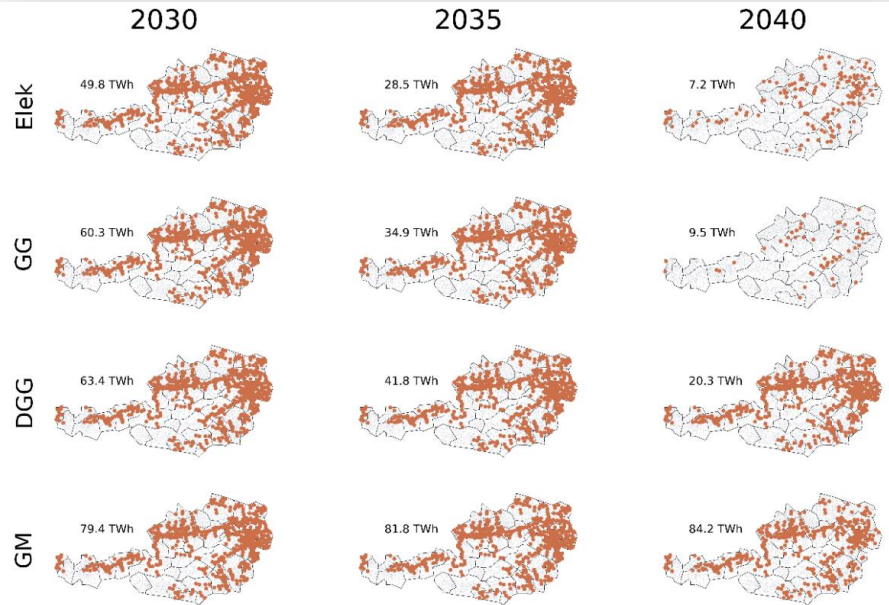 2030 2035 2040
Elek 49.8 TWh 28.5 TWh 7.2 TWh
GG 60.3 TWh 34.9 TWh 9.5 TWh
DGG 63.4 TWh 41.8 TWh 20.3 TWh
GM 79.4 TWh 81.8 TWh 84.2 TWh